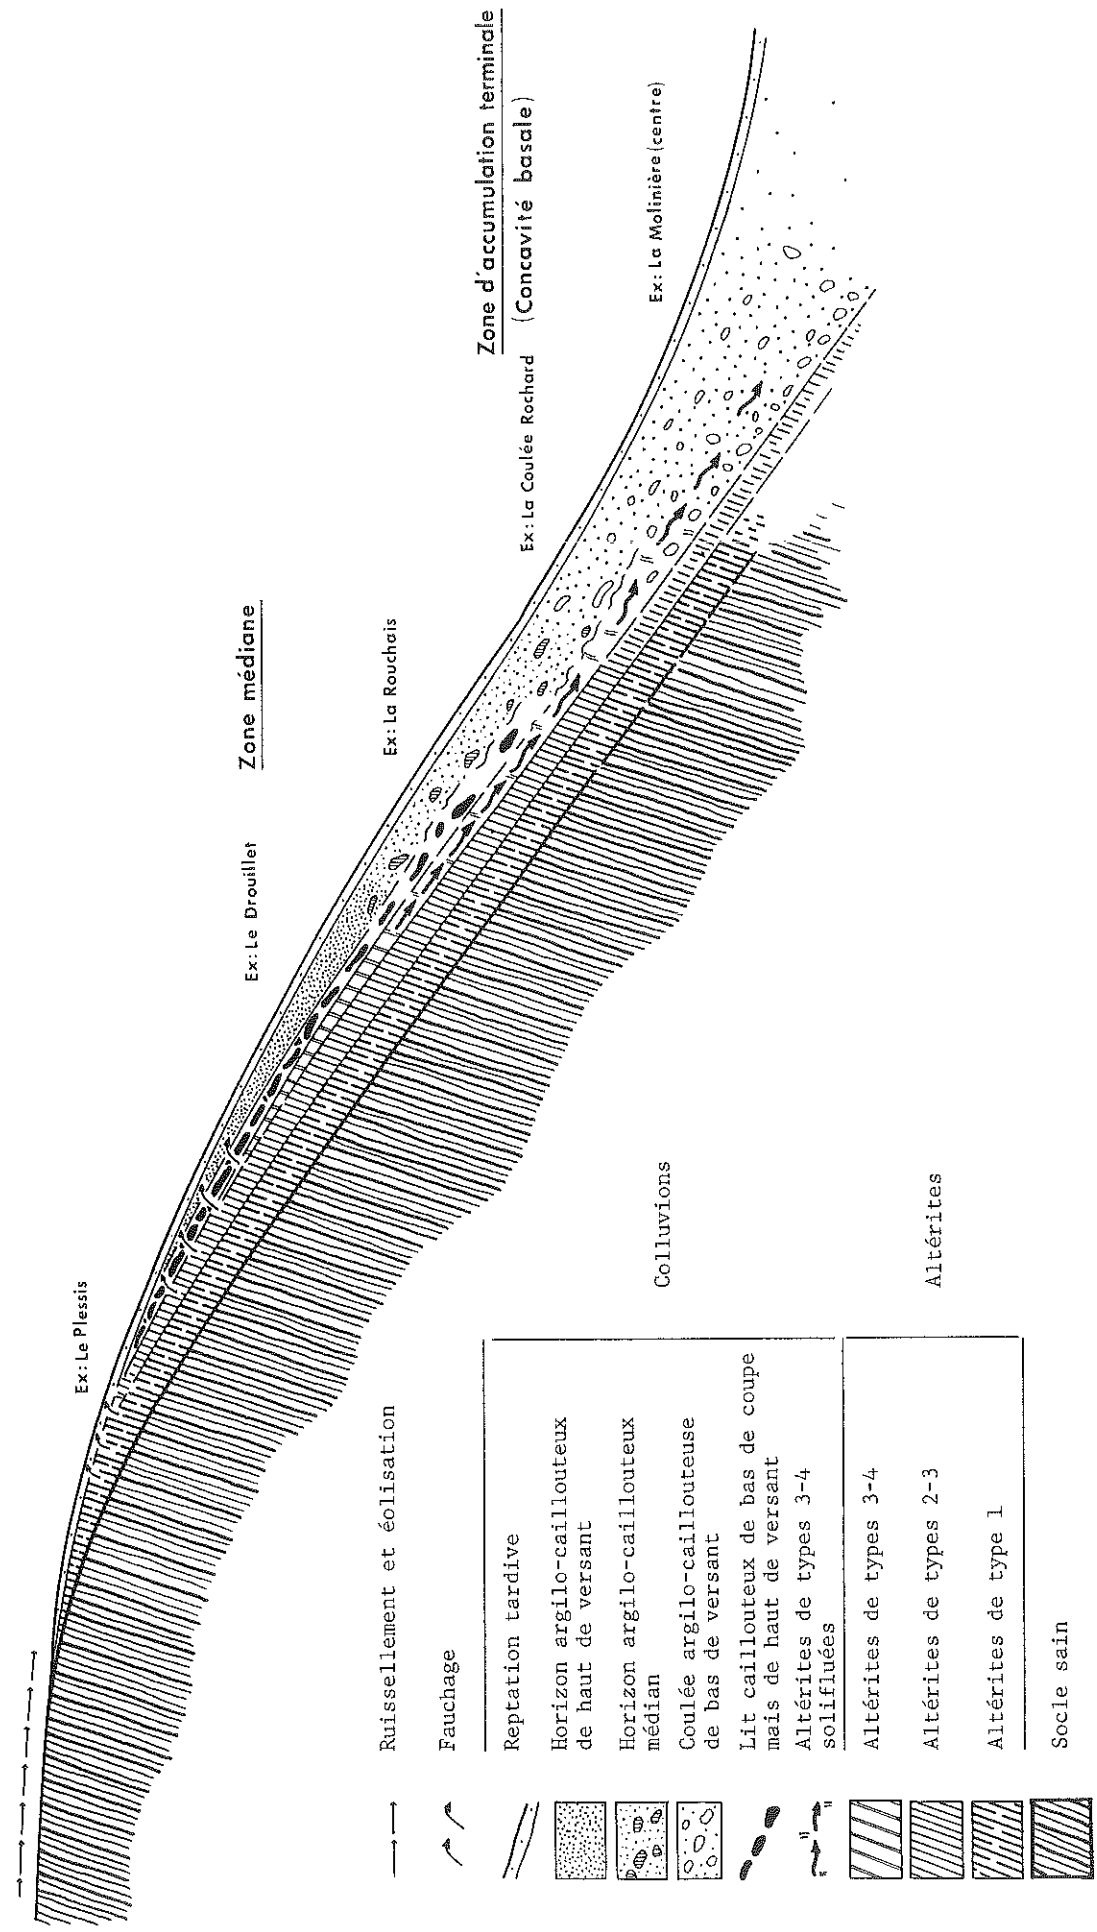 Zone d'accumulation terminale
(Concavité basale)
Zone médiane
Ex: La Molinière (centre)
Ex: La Coulée Rochard
Ex: La Rouchais
Ex: Le Drouillet
Ex: Le Plessis
Ruissellement et éolisation
Fauchage
Reptation tardive
Horizon argilo-caillouteux
de haut de versant
Horizon argilo-caillouteux
médian
Coulée argilo-caillouteuse
de bas de versant
Lit caillouteux de bas de coupe
mais de haut de versant
Altérites de types 3-4
solifluées
Colluvions
Altérites de types 3-4
Altérites de types 2-3
Altérites de type 1
Altérites
Socle sain